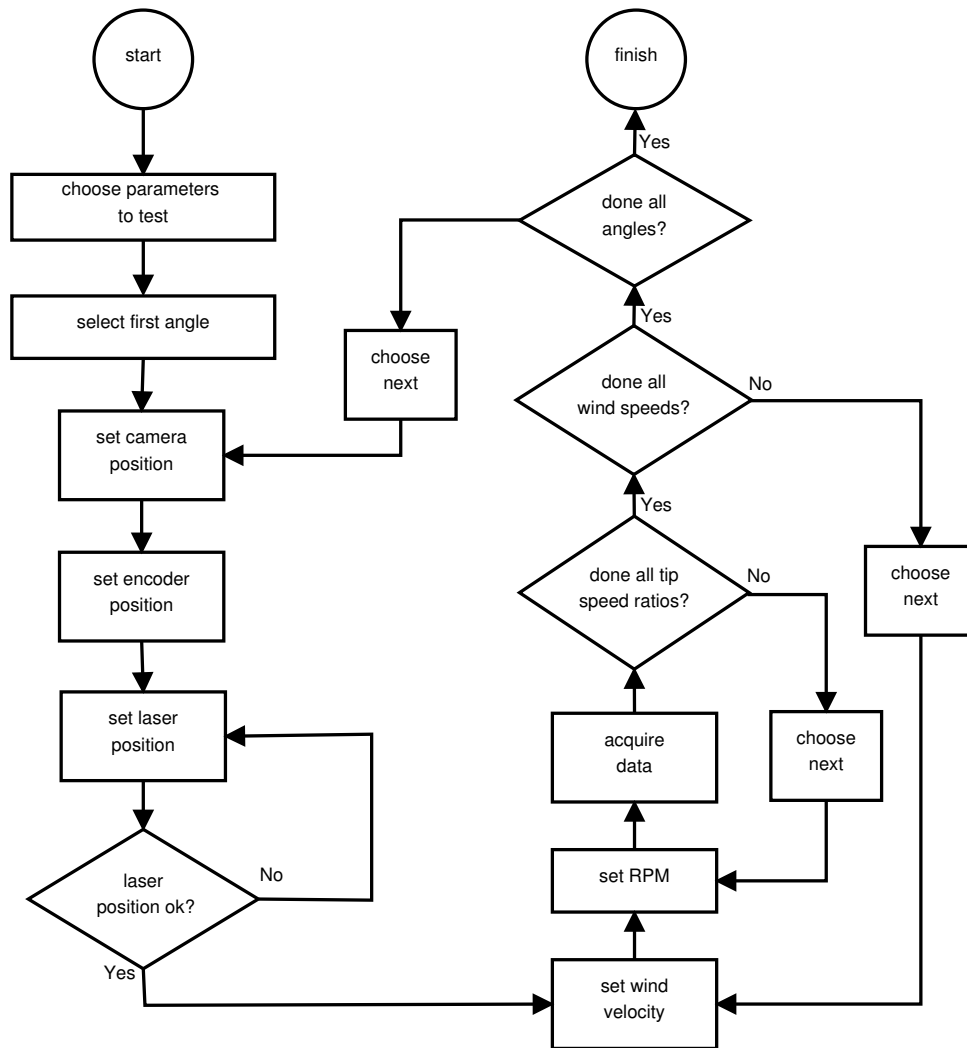 start
choose parameters
to test
select first angle
set camera
position
set encoder
position
set laser
position
laser
position ok?
No
Yes
finish
Yes
done all
angles?
choose
next
Yes
done all
wind speeds?
No
choose
next
Yes
done all tip
speed ratios?
No
choose
next
acquire
data
set RPM
set wind
velocity